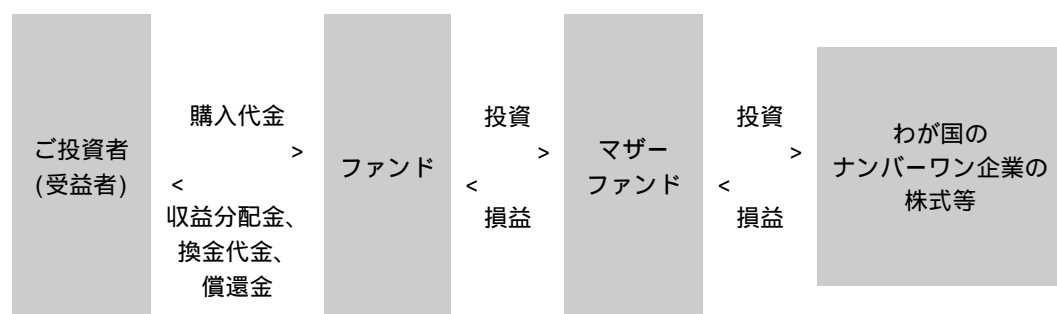 ご投資者
(受益者)
購入代金
>
<
収益分配金、
換金代金、
償還金
ファンド
投資
>
<
損益
マザー
ファンド
投資
>
<
損益
わが国の
ナンバーワン企業の
株式等